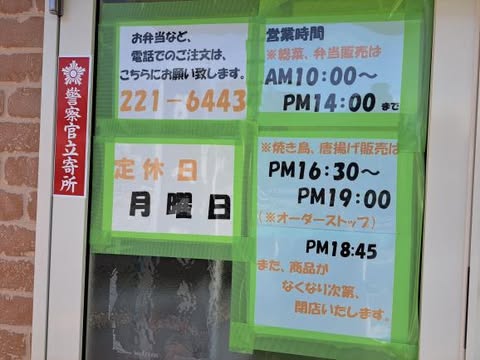 お弁当など、
電話でのご注文は、
こちらにお願い致します。
221-6443
定休日
月曜日
営業時間
※総菜、弁当販売は
AM10:00～
PM14:00まで
※焼き鳥、唐揚げ販売は
PM16:30～
PM19:00
(※オーダーストップ)
PM18:45
また、商品が
なくなり次第、
閉店いたします。
警察官立寄所